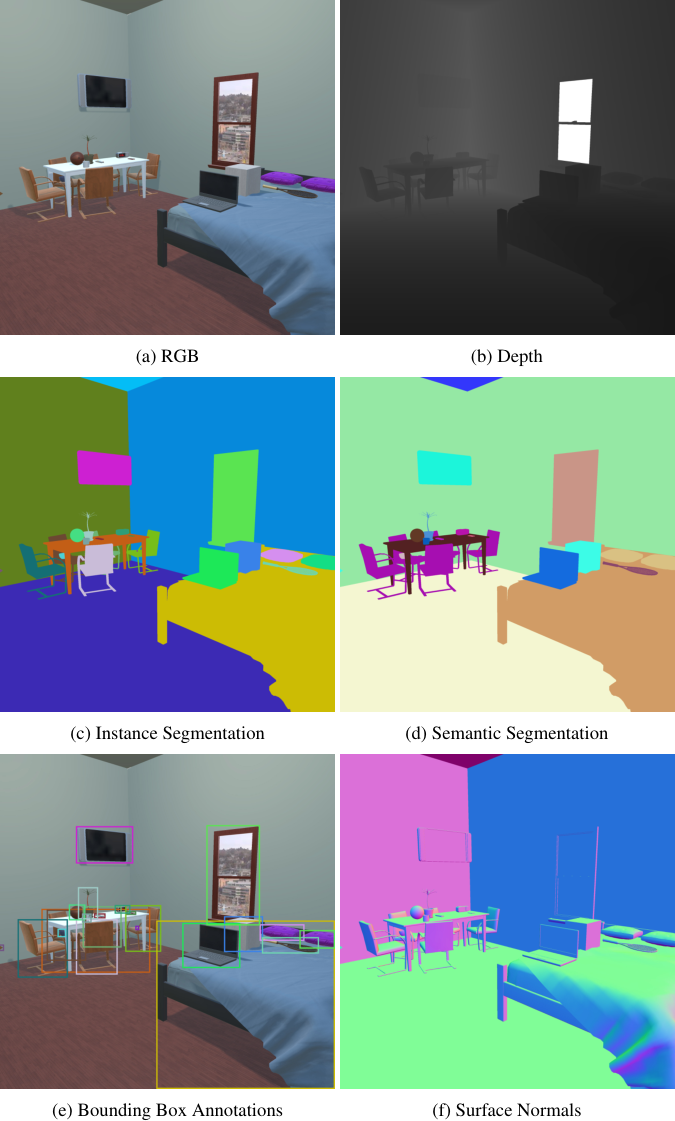 (a) RGB
(b) Depth
(c) Instance Segmentation
(d) Semantic Segmentation
(e) Bounding Box Annotations
(f) Surface Normals